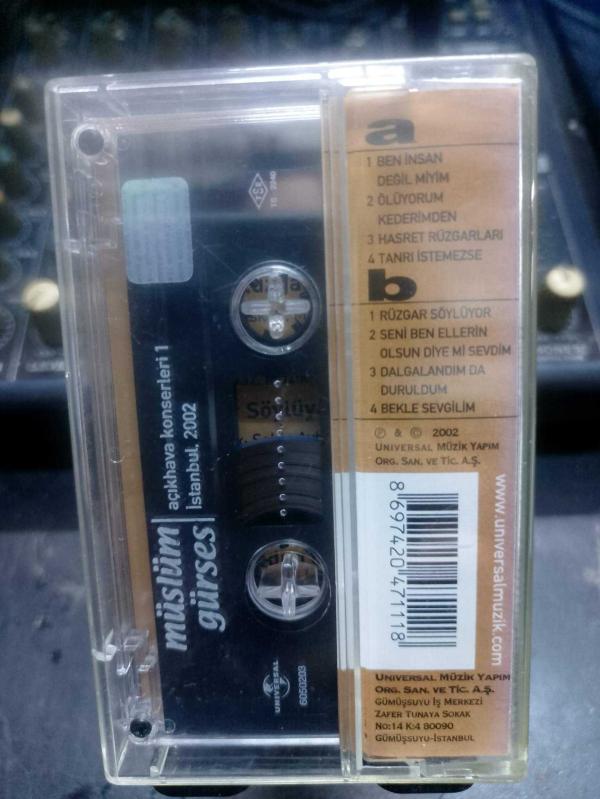 a
1 BEN İNSAN
DEĞİL MİYİM
2 ÖLÜYORUM
KEDERİMDEN
3 HASRET RÜZGARLARI
4 TANRI İSTEMEZSE
b
1 RÜZGAR SÖYLÜYOR
2 SENİ BEN ELLERİN
OLSUN DİYE Mİ SEVDİM
3 DALGALANDIM DA
DURULDUM
4 BEKLE SEVGİLİM
℗ & © 2002
UNIVERSAL MÜZİK YAPIM
ORG. SAN. VE TİC. A.Ş.
8697420471118
www.universalmuzik.com
UNIVERSAL MÜZİK YAPIM
ORG. SAN. VE TİC. A.Ş.
GÜMÜŞSUYU İŞ MERKEZİ
ZAFER TUNAYA SOKAK
NO:14 K:4 80090
GÜMÜŞSUYU-İSTANBUL
müslüm
gürses
açıkhava konserleri 1
İstanbul, 2002
UNIVERSAL
6050203
TSE
Söylüy